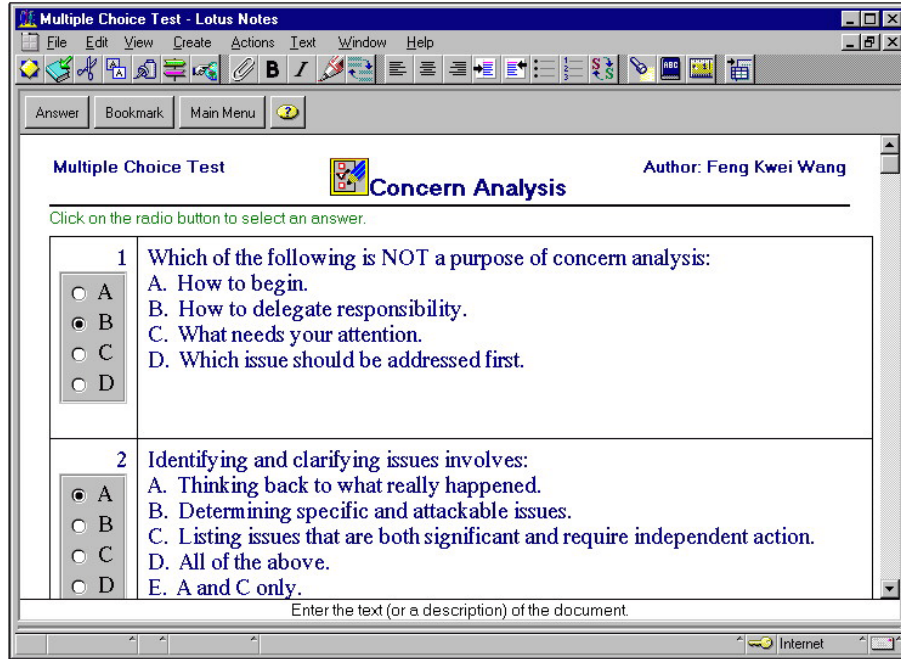 Multiple Choice Test - Lotus Notes
File Edit View Create Actions Text Window Help
B I ABC
Answer Bookmark Main Menu ?
Multiple Choice Test
Concern Analysis
Author: Feng Kwei Wang
Click on the radio button to select an answer.
1
A
B
C
D
Which of the following is NOT a purpose of concern analysis:
A. How to begin.
B. How to delegate responsibility.
C. What needs your attention.
D. Which issue should be addressed first.
2
A
B
C
D
Identifying and clarifying issues involves:
A. Thinking back to what really happened.
B. Determining specific and attackable issues.
C. Listing issues that are both significant and require independent action.
D. All of the above.
E. A and C only.
Enter the text (or a description) of the document.
Internet